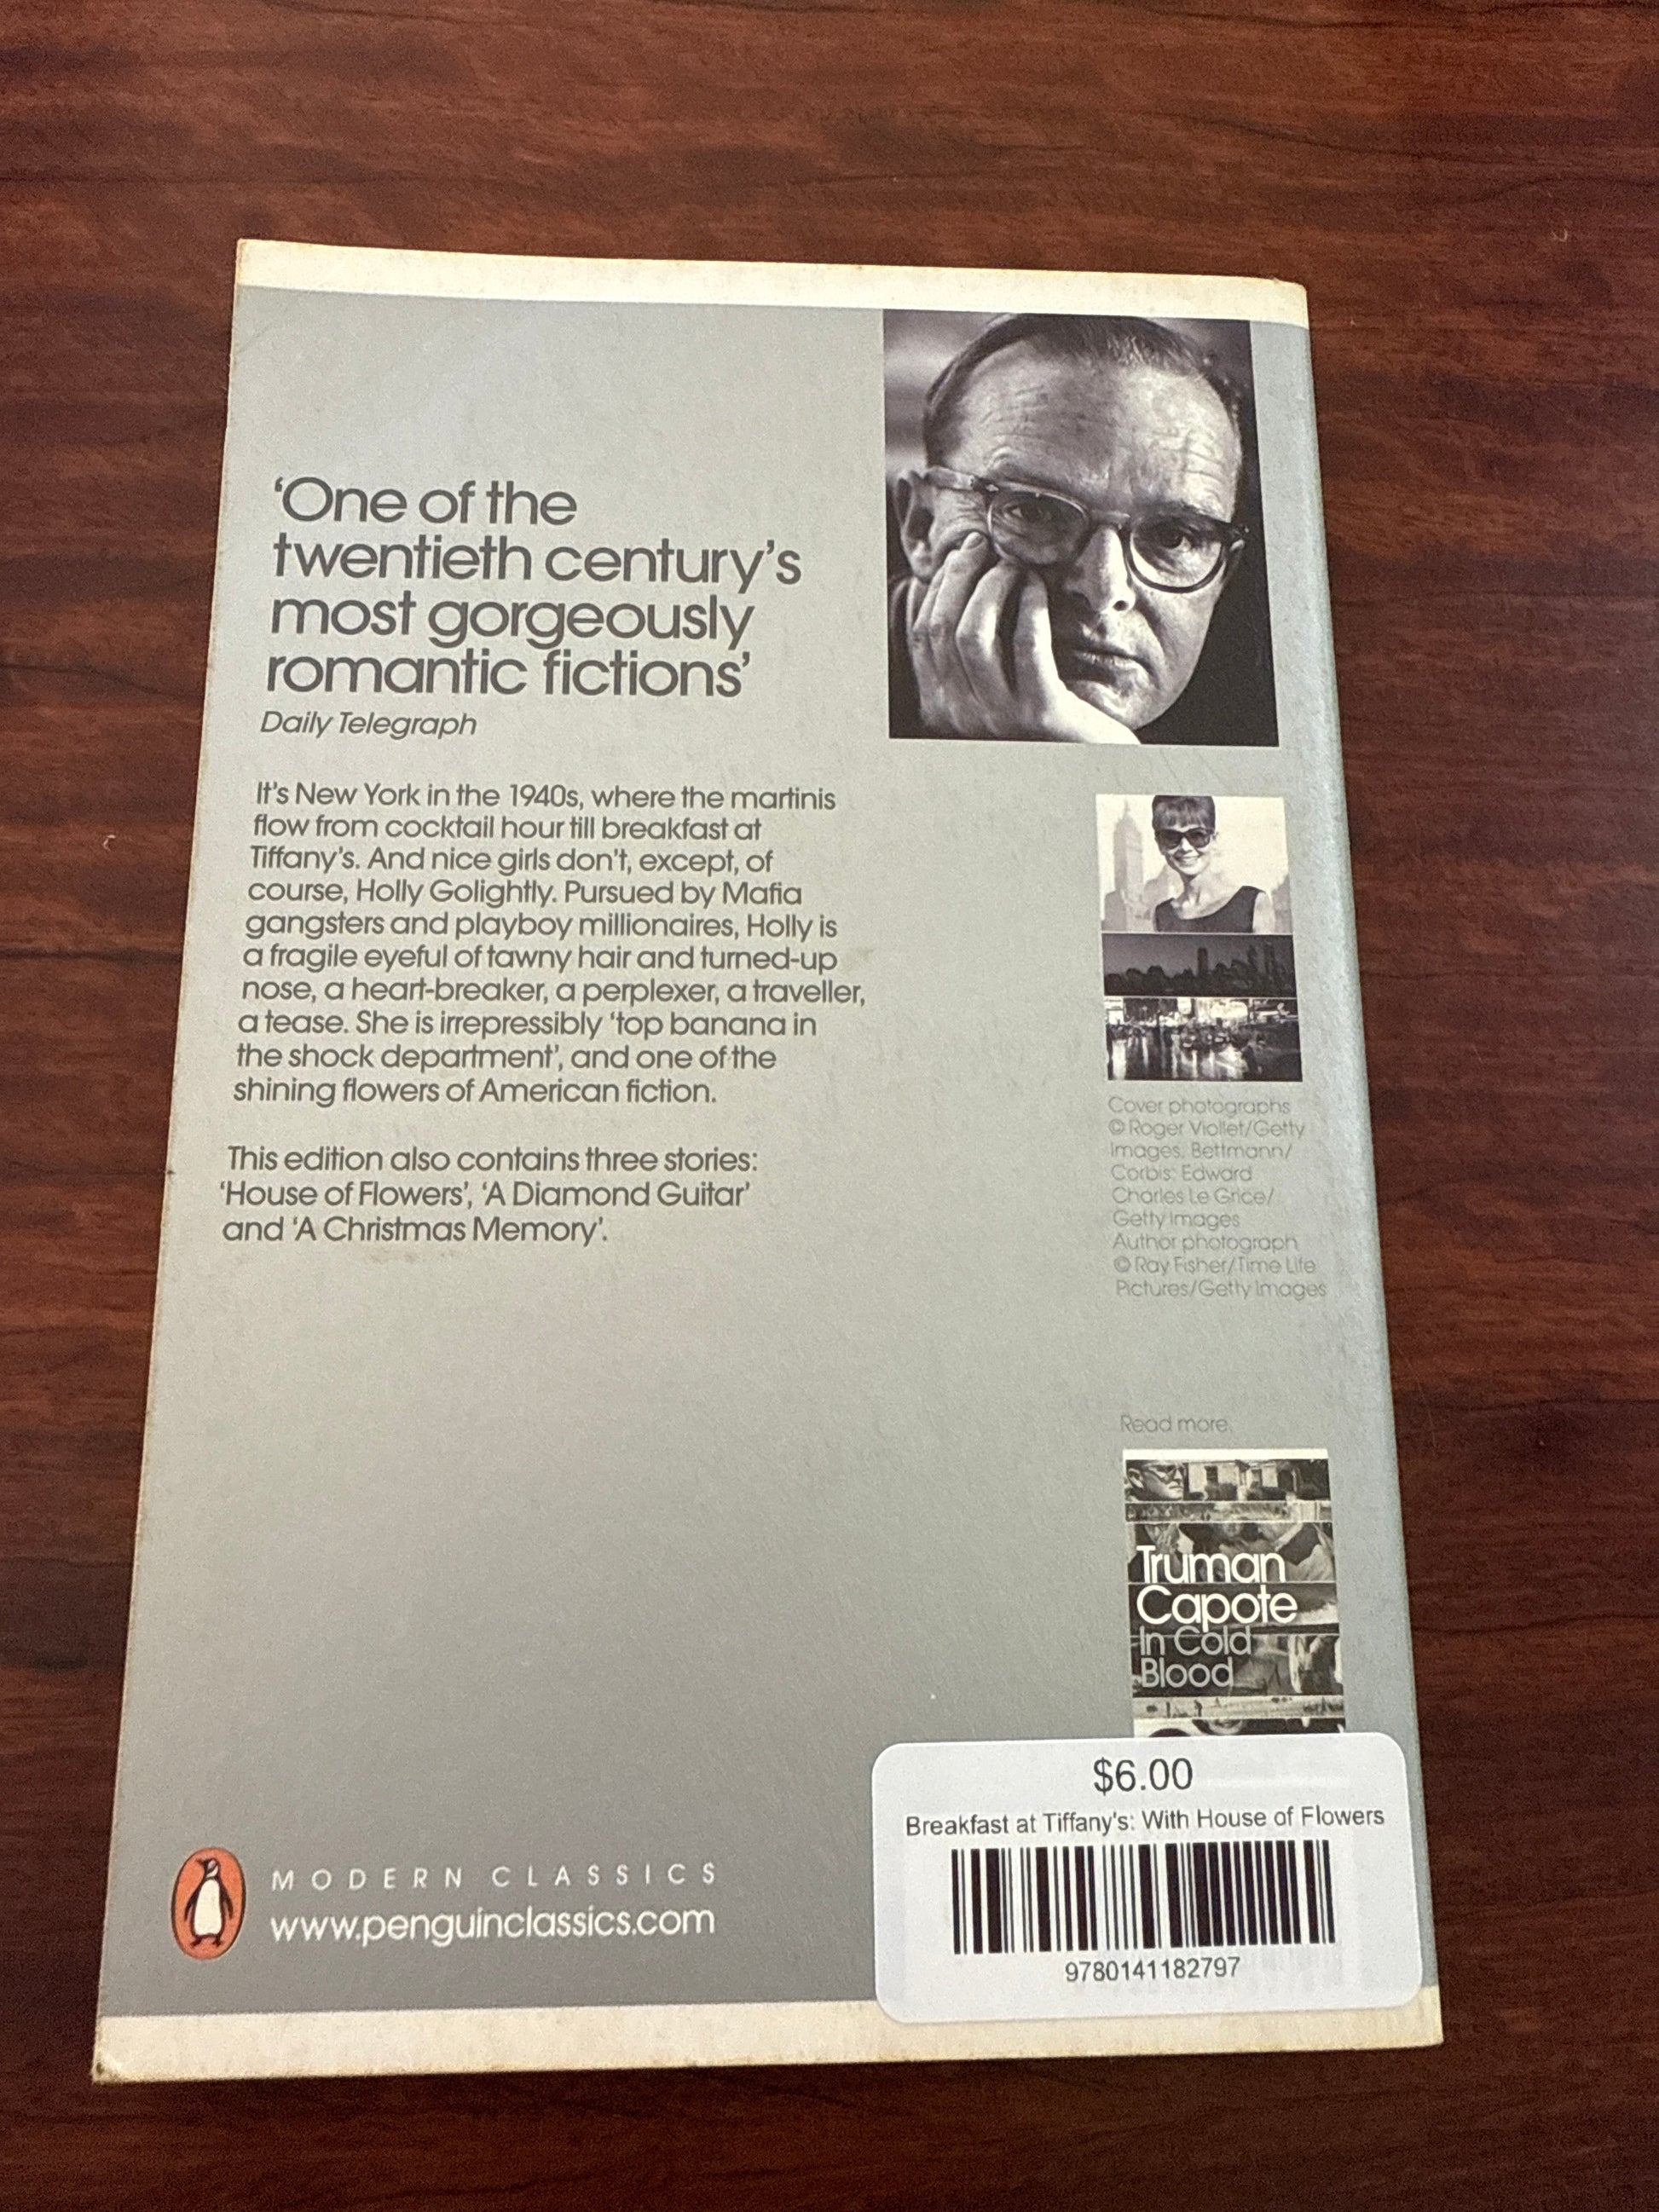 ‘One of the
twentieth century’s
most gorgeously
romantic fictions’
Daily Telegraph
It’s New York in the 1940s, where the martinis
flow from cocktail hour till breakfast at
Tiffany’s. And nice girls don’t, except, of
course, Holly Golightly. Pursued by Mafia
gangsters and playboy millionaires, Holly is
a fragile eyeful of tawny hair and turned-up
nose, a heart-breaker, a perplexer, a traveller,
a tease. She is irrepressibly ‘top banana in
the shock department’, and one of the
shining flowers of American fiction.
This edition also contains three stories:
‘House of Flowers’, ‘A Diamond Guitar’
and ‘A Christmas Memory’.
Cover photographs
© Roger Viollet/Getty
Images; Bettmann/
Corbis; Edward
Charles Le Grice/
Getty Images
Author photograph
© Ray Fisher/Time Life
Pictures/Getty Images
Read more
Truman
Capote
In Cold
Blood
$6.00
Breakfast at Tiffany's: With House of Flowers
9780141182797
MODERN CLASSICS
www.penguinclassics.com